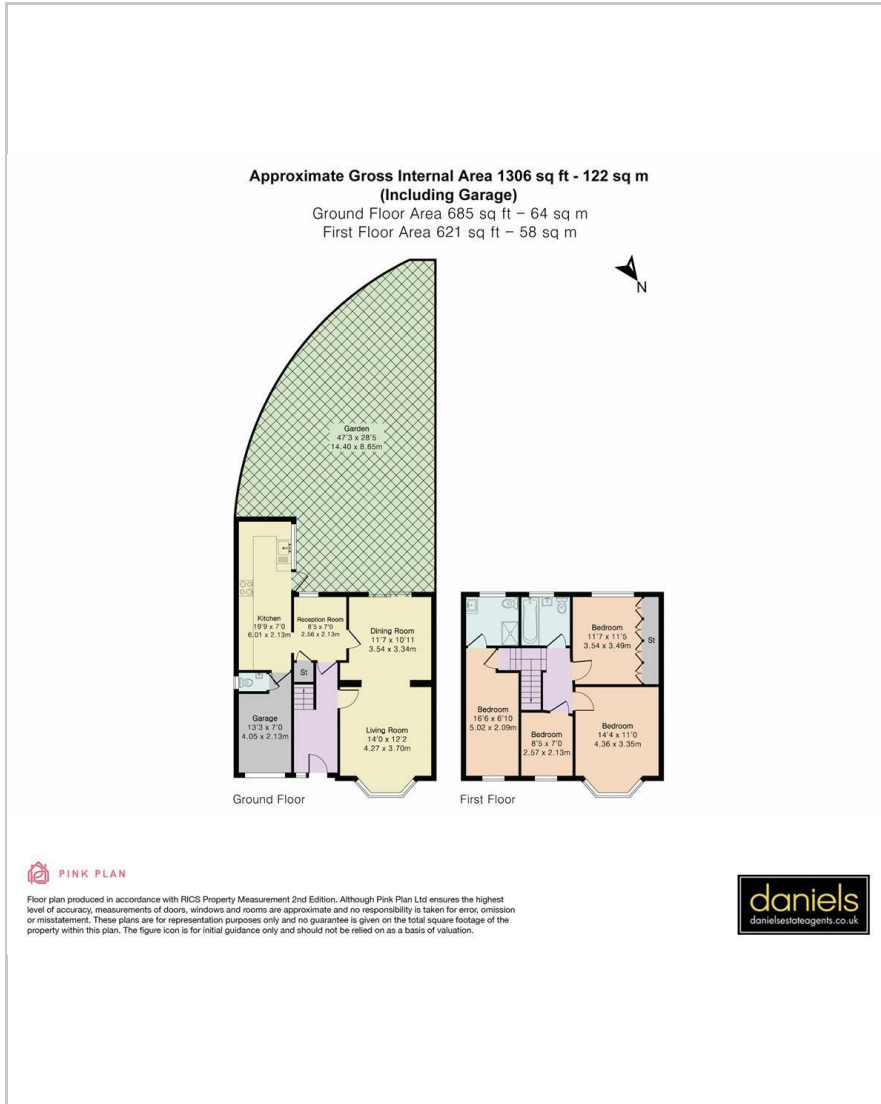 Approximate Gross Internal Area 1306 sq ft - 122 sq m
(Including Garage)
Ground Floor Area 685 sq ft – 64 sq m
First Floor Area 621 sq ft – 58 sq m
N
Garden
47'3 x 28'5
14.40 x 8.65m
Kitchen
19'9 x 7'0
6.01 x 2.13m
Reception Room
8'5 x 7'0
2.56 x 2.13m
Dining Room
11'7 x 10'11
3.54 x 3.34m
St
Garage
13'3 x 7'0
4.05 x 2.13m
Living Room
14'0 x 12'2
4.27 x 3.70m
Ground Floor
Bedroom
11'7 x 11'5
3.54 x 3.49m
St
Bedroom
16'6 x 6'10
5.02 x 2.09m
Bedroom
8'5 x 7'0
2.57 x 2.13m
Bedroom
14'4 x 11'0
4.36 x 3.35m
First Floor
PINK PLAN
Floor plan produced in accordance with RICS Property Measurement 2nd Edition. Although Pink Plan Ltd ensures the highest
level of accuracy, measurements of doors, windows and rooms are approximate and no responsibility is taken for error, omission
or misstatement. These plans are for representation purposes only and no guarantee is given on the total square footage of the
property within this plan. The figure icon is for initial guidance only and should not be relied on as a basis of valuation.
daniels
danielsestateagents.co.uk